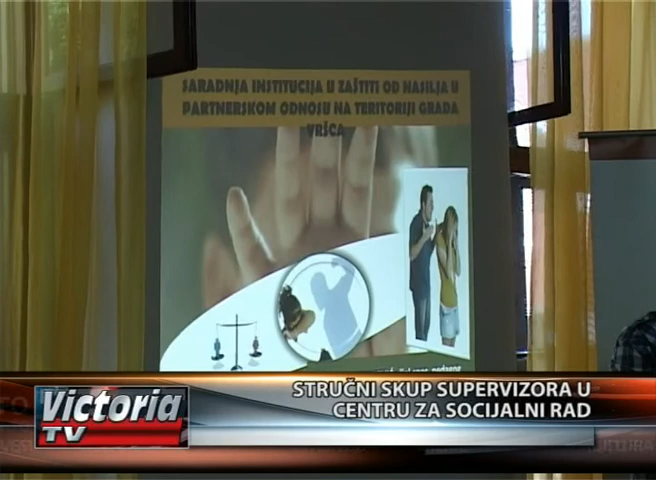 SARADNJA INSTITUCIJA U ZAŠTITI OD NASILJA U
PARTNERSKOM ODNOSU NA TERITORIJI GRADA
VRŠCA
STRUČNI SKUP SUPERVIZORA U
CENTRU ZA SOCIJALNI RAD
Victoria
TV